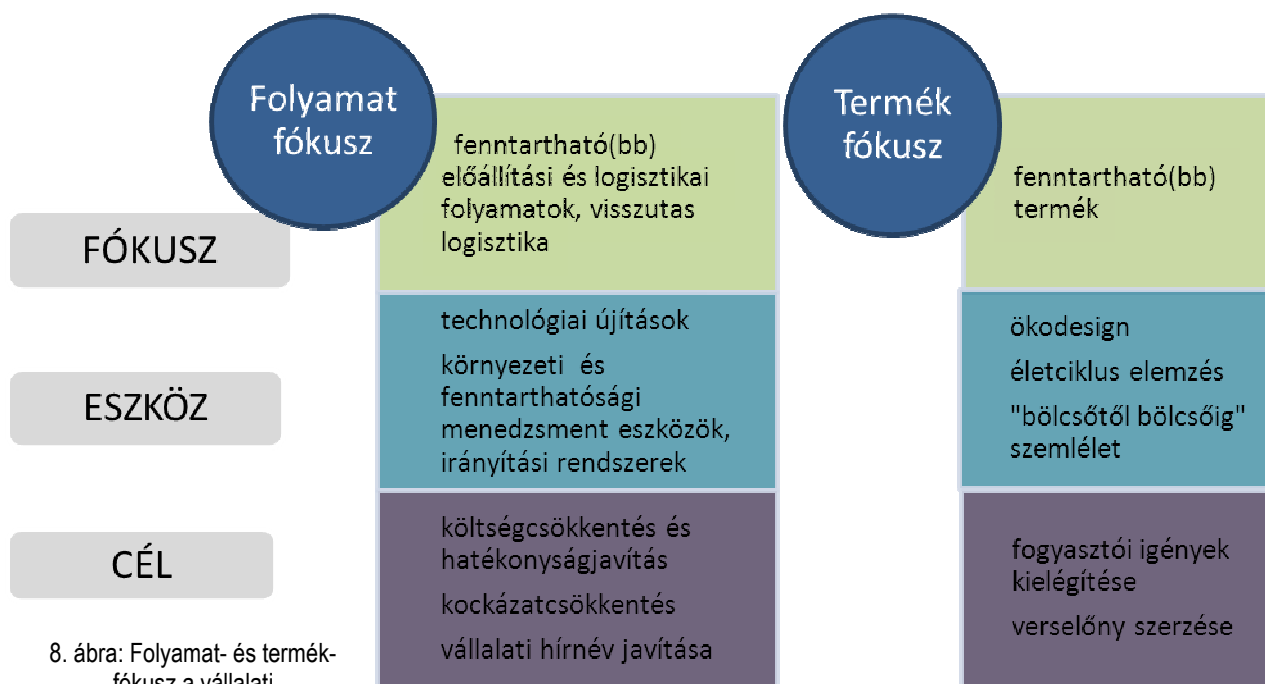 Folyamat
fókusz
fenntartható(bb)
előállítási és logisztikai
folyamatok, visszutas
logisztika
Termék
fókusz
fenntartható(bb)
termék
FÓKUSZ
ESZKÖZ
technológiai újítások
környezeti és
fenntarthatósági
menedzsment eszközök,
irányítási rendszerek
ökodesign
életciklus elemzés
"bölcsőtől bölcsőig"
szemlélet
CÉL
költségcsökkentés és
hatékonyságjavítás
kockázatcsökkentés
vállalati hírnév javítása
fogyasztói igények
kielégítése
verselőny szerzése
8. ábra: Folyamat- és termék-
fókusz a vállalati